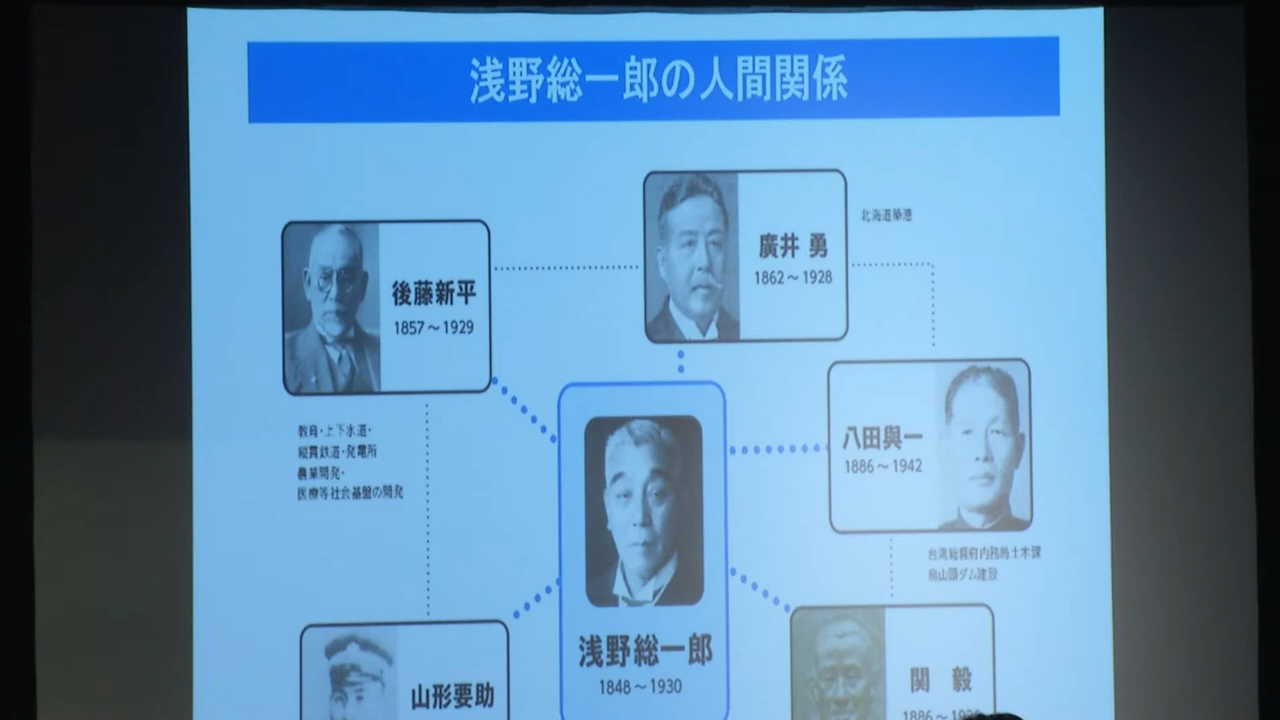 浅野総一郎の人間関係
廣井 勇
1862～1928
北海道築港
後藤新平
1857～1929
教育・上下水道・
縦貫鉄道・発電所
農業開発・
医療等社会基盤の開発
八田與一
1886～1942
台湾総督府内務局土木課
烏山頭ダム建設
浅野総一郎
1848～1930
山形要助
関 毅
1886～